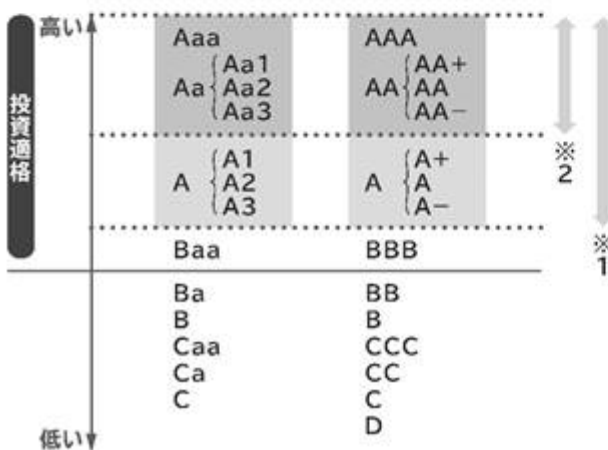 高い
投資適格
Aaa
Aa
Aa1
Aa2
Aa3
A
A1
A2
A3
Baa
Ba
B
Caa
Ca
C
AAA
AA
AA+
AA
AA−
A
A+
A
A−
BBB
BB
B
CCC
CC
C
D
※2
※1
低い